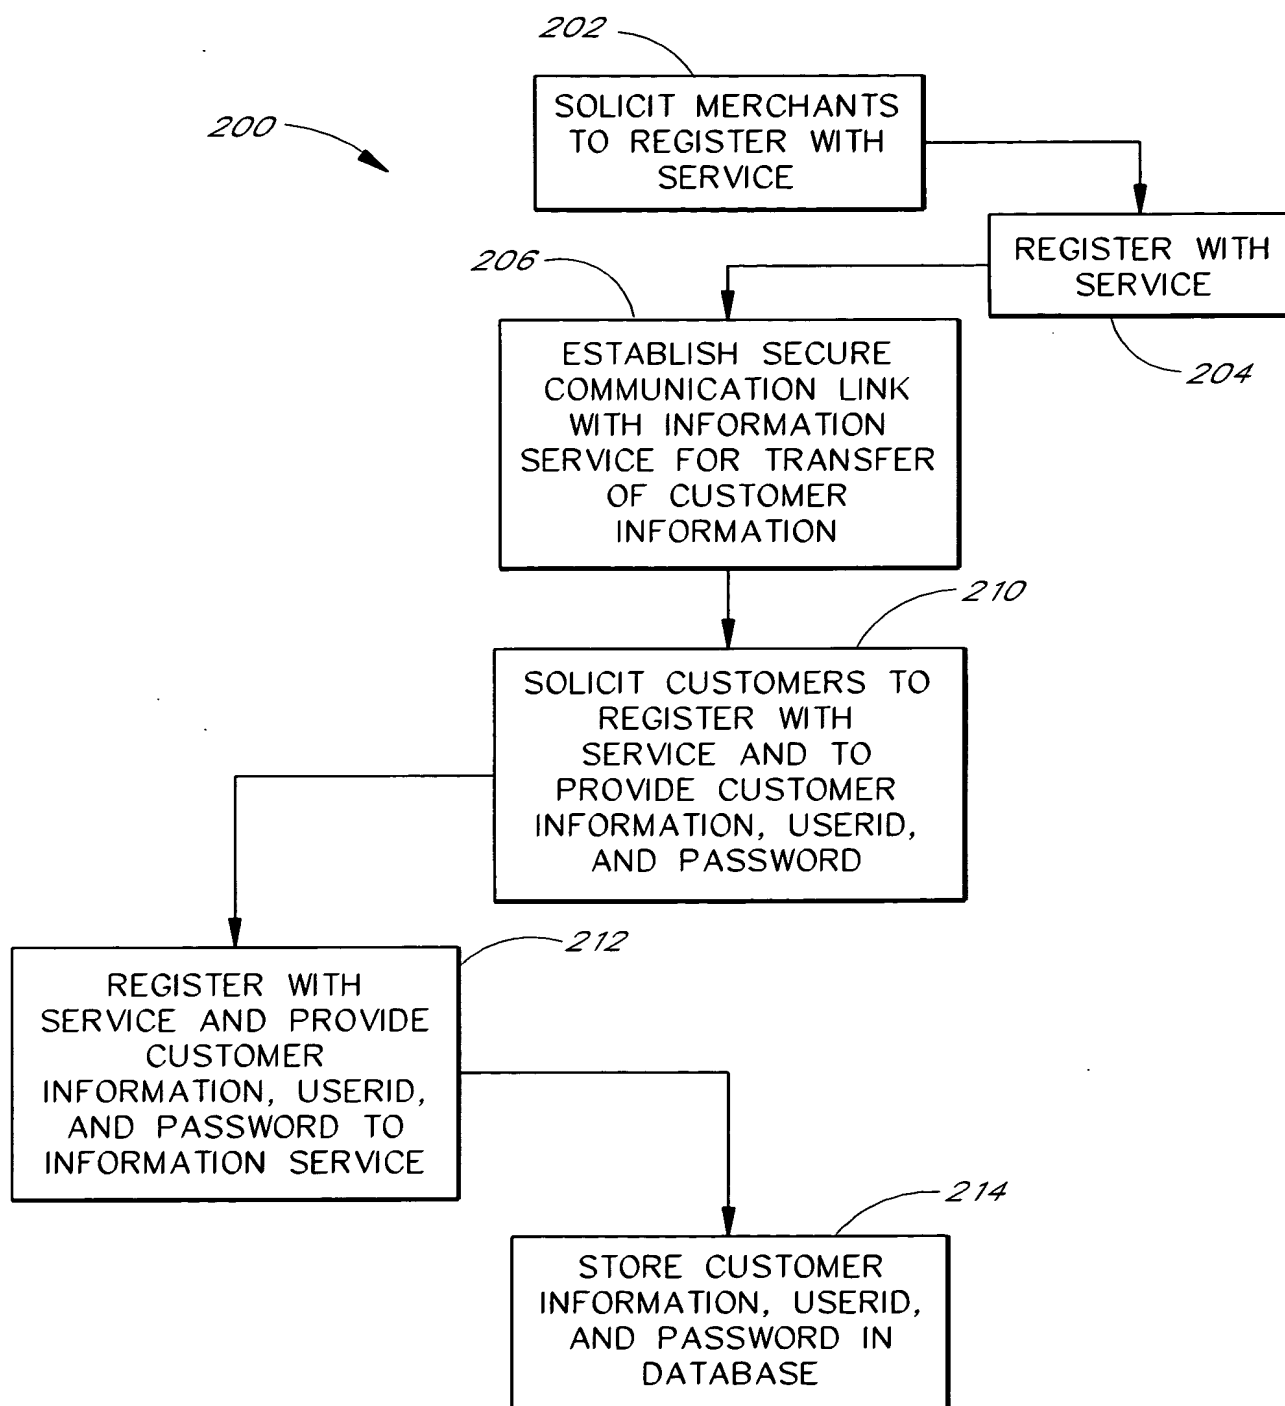 202
SOLICIT MERCHANTS
TO REGISTER WITH
SERVICE
200
REGISTER WITH
SERVICE
204
206
ESTABLISH SECURE
COMMUNICATION LINK
WITH INFORMATION
SERVICE FOR TRANSFER
OF CUSTOMER
INFORMATION
210
SOLICIT CUSTOMERS TO
REGISTER WITH
SERVICE AND TO
PROVIDE CUSTOMER
INFORMATION, USERID,
AND PASSWORD
212
REGISTER WITH
SERVICE AND PROVIDE
CUSTOMER
INFORMATION, USERID,
AND PASSWORD TO
INFORMATION SERVICE
214
STORE CUSTOMER
INFORMATION, USERID,
AND PASSWORD IN
DATABASE